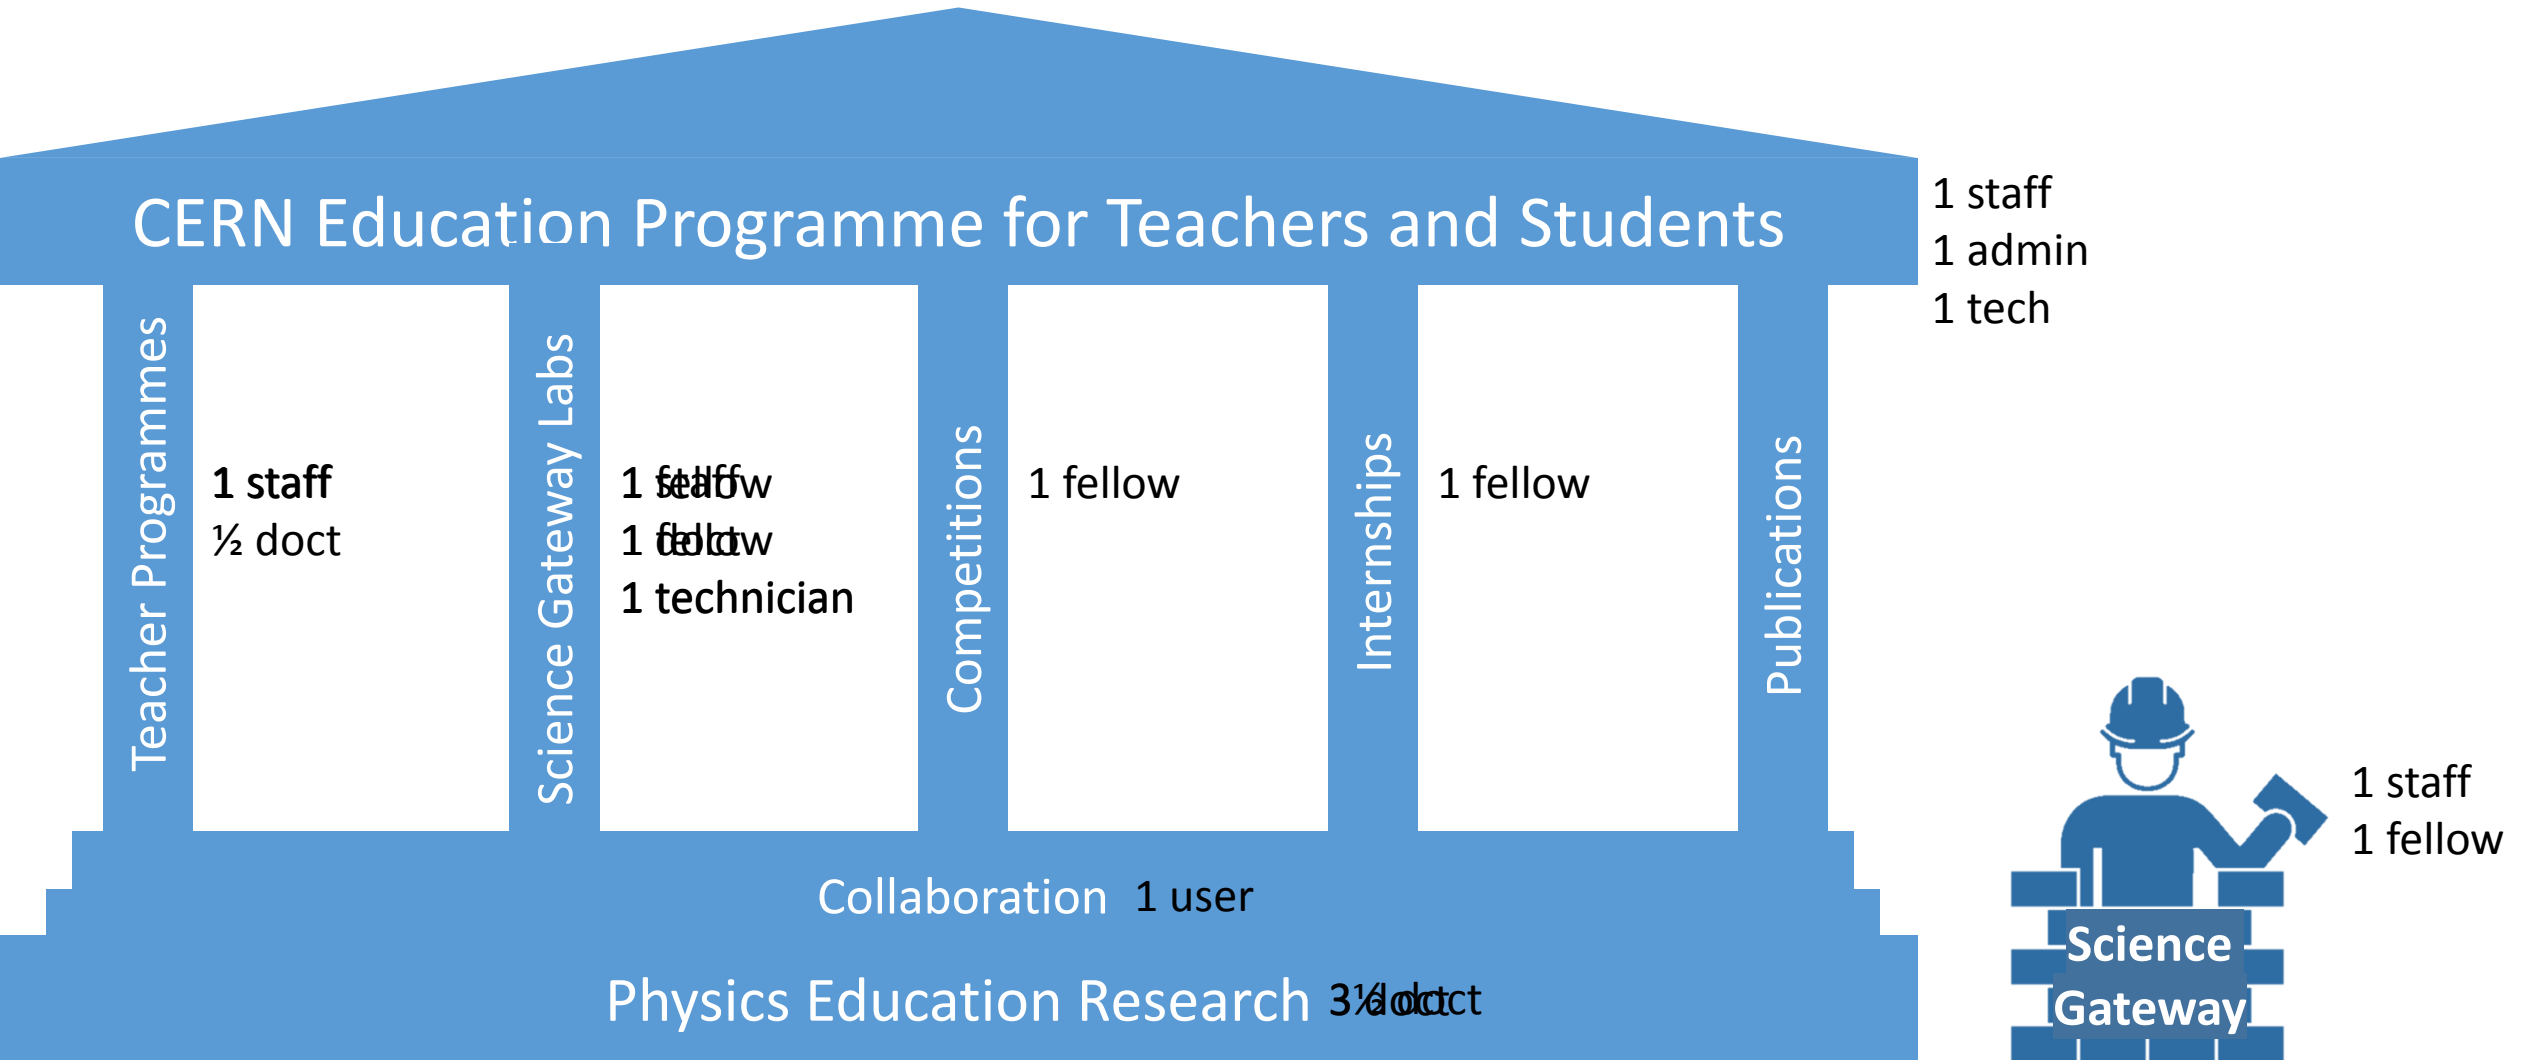 CERN Education Programme for Teachers and Students
1 staff
1 admin
1 tech
Teacher Programmes
1 staff
½ doct
Science Gateway Labs
1
1
1 technician
Competitions
1 fellow
Internships
1 fellow
Publications
Collaboration 1 user
Physics Education Research
1 staff
1 fellow
Science
Gateway